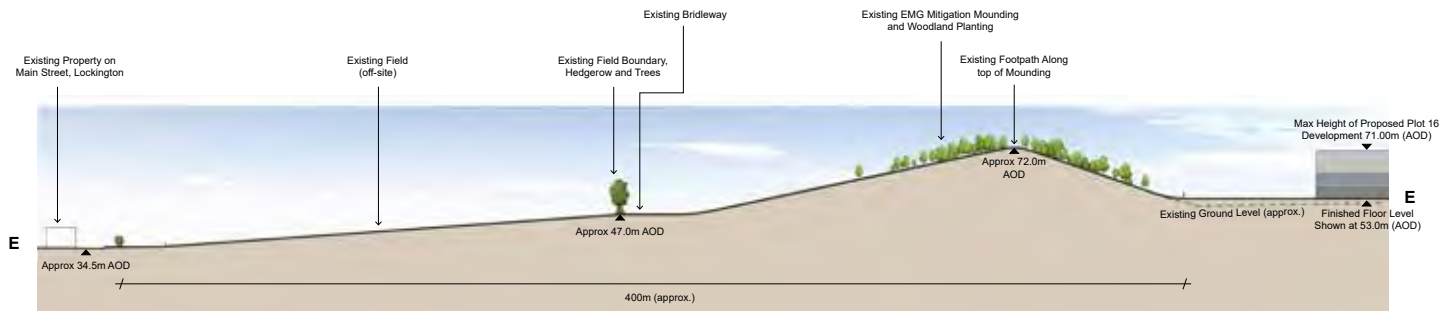 Existing Bridleway
Existing EMG Mitigation Mounding
and Woodland Planting
Existing Property on
Main Street, Lockington
Existing Field
(off-site)
Existing Field Boundary,
Hedgerow and Trees
Existing Footpath Along
top of Mounding
Max Height of Proposed Plot 16
Development 71.00m (AOD)
Approx 72.0m
AOD
E
E
Existing Ground Level (approx.)
Finished Floor Level
Shown at 53.0m (AOD)
Approx 47.0m AOD
Approx 34.5m AOD
400m (approx.)